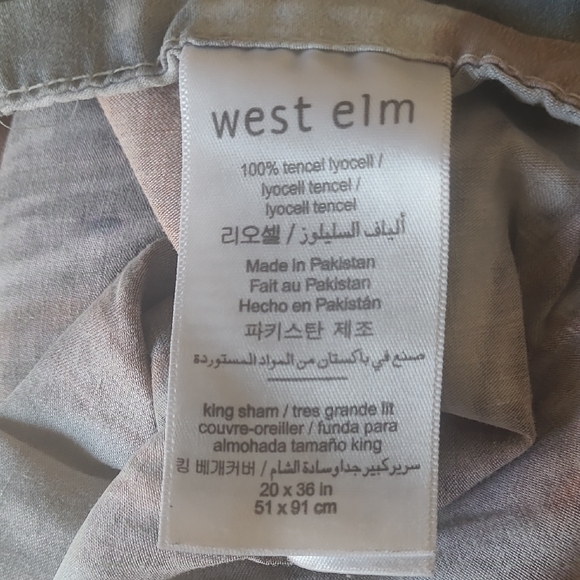 west elm
100% tencel lyocell /
lyocell tencel /
lyocell tencel
리오셀 / ألياف السليلوز
Made in Pakistan
Fait au Pakistan
Hecho en Pakistán
파키스탄 제조
صنع في باكستان من المواد المستوردة
king sham / tres grande lit
couvre-oreiller / funda para
almohada tamaño king
킹 베개커버 / سرير كبير جدا وسادة الشام
20 x 36 in
51 x 91 cm